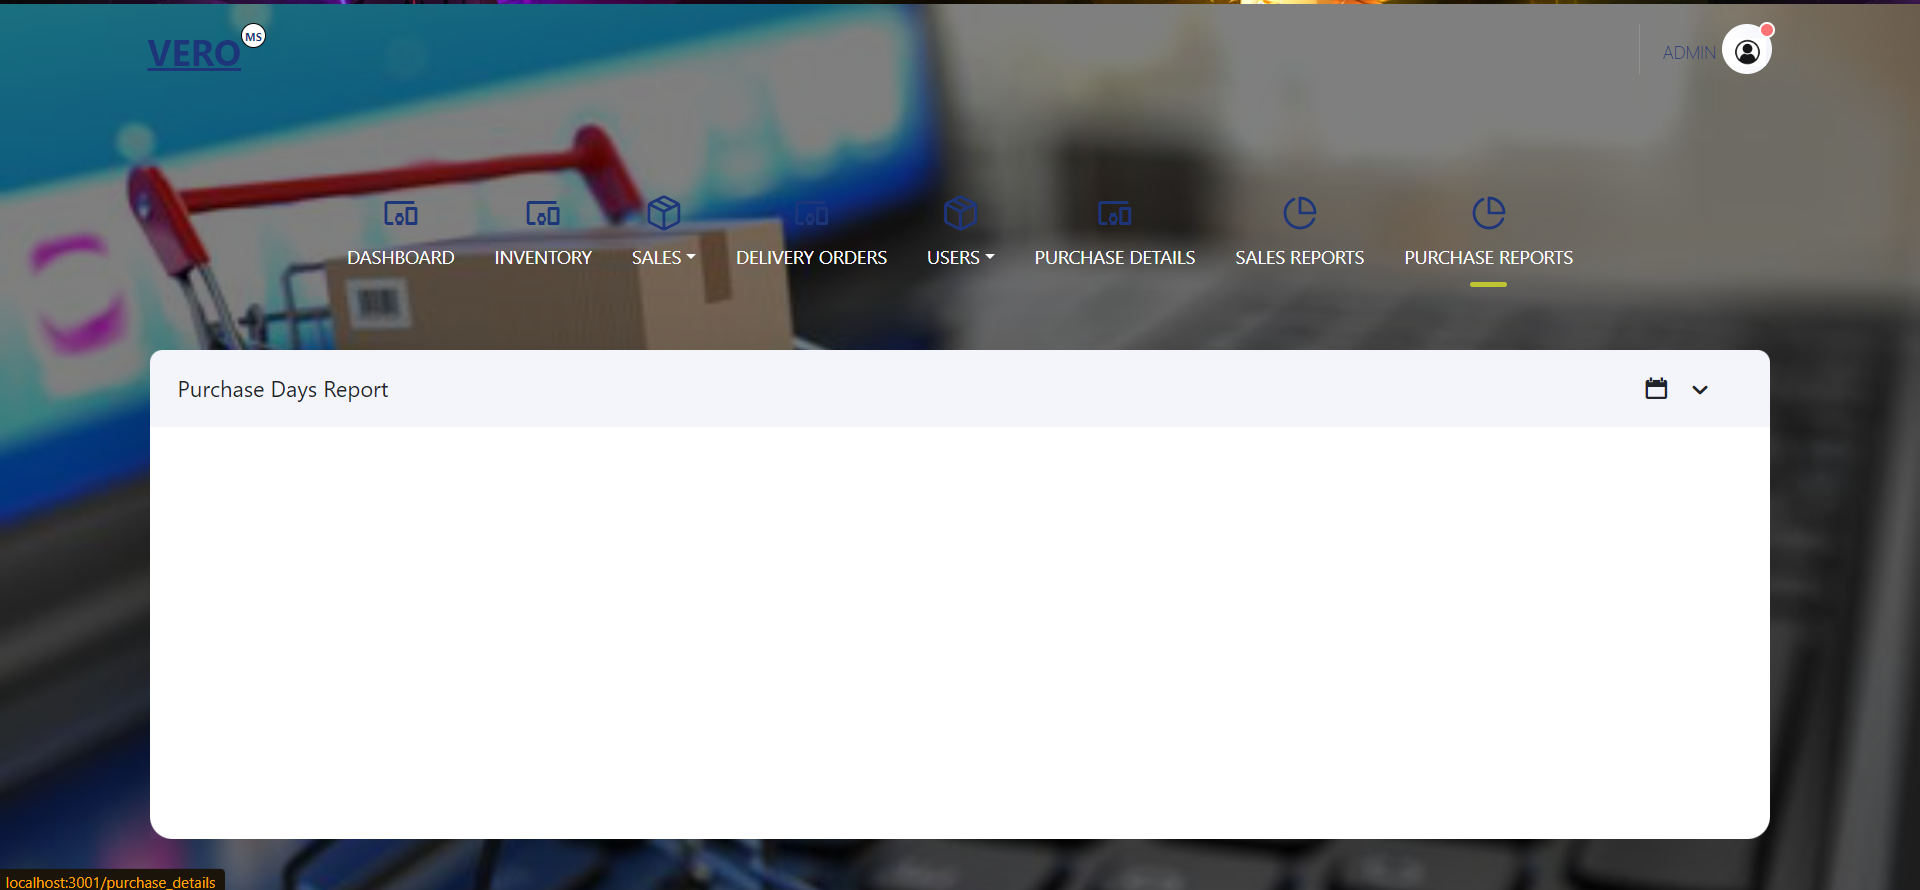 VERO MS
ADMIN
DASHBOARD INVENTORY SALES DELIVERY ORDERS USERS PURCHASE DETAILS SALES REPORTS PURCHASE REPORTS
Purchase Days Report
localhost:3001/purchase_details